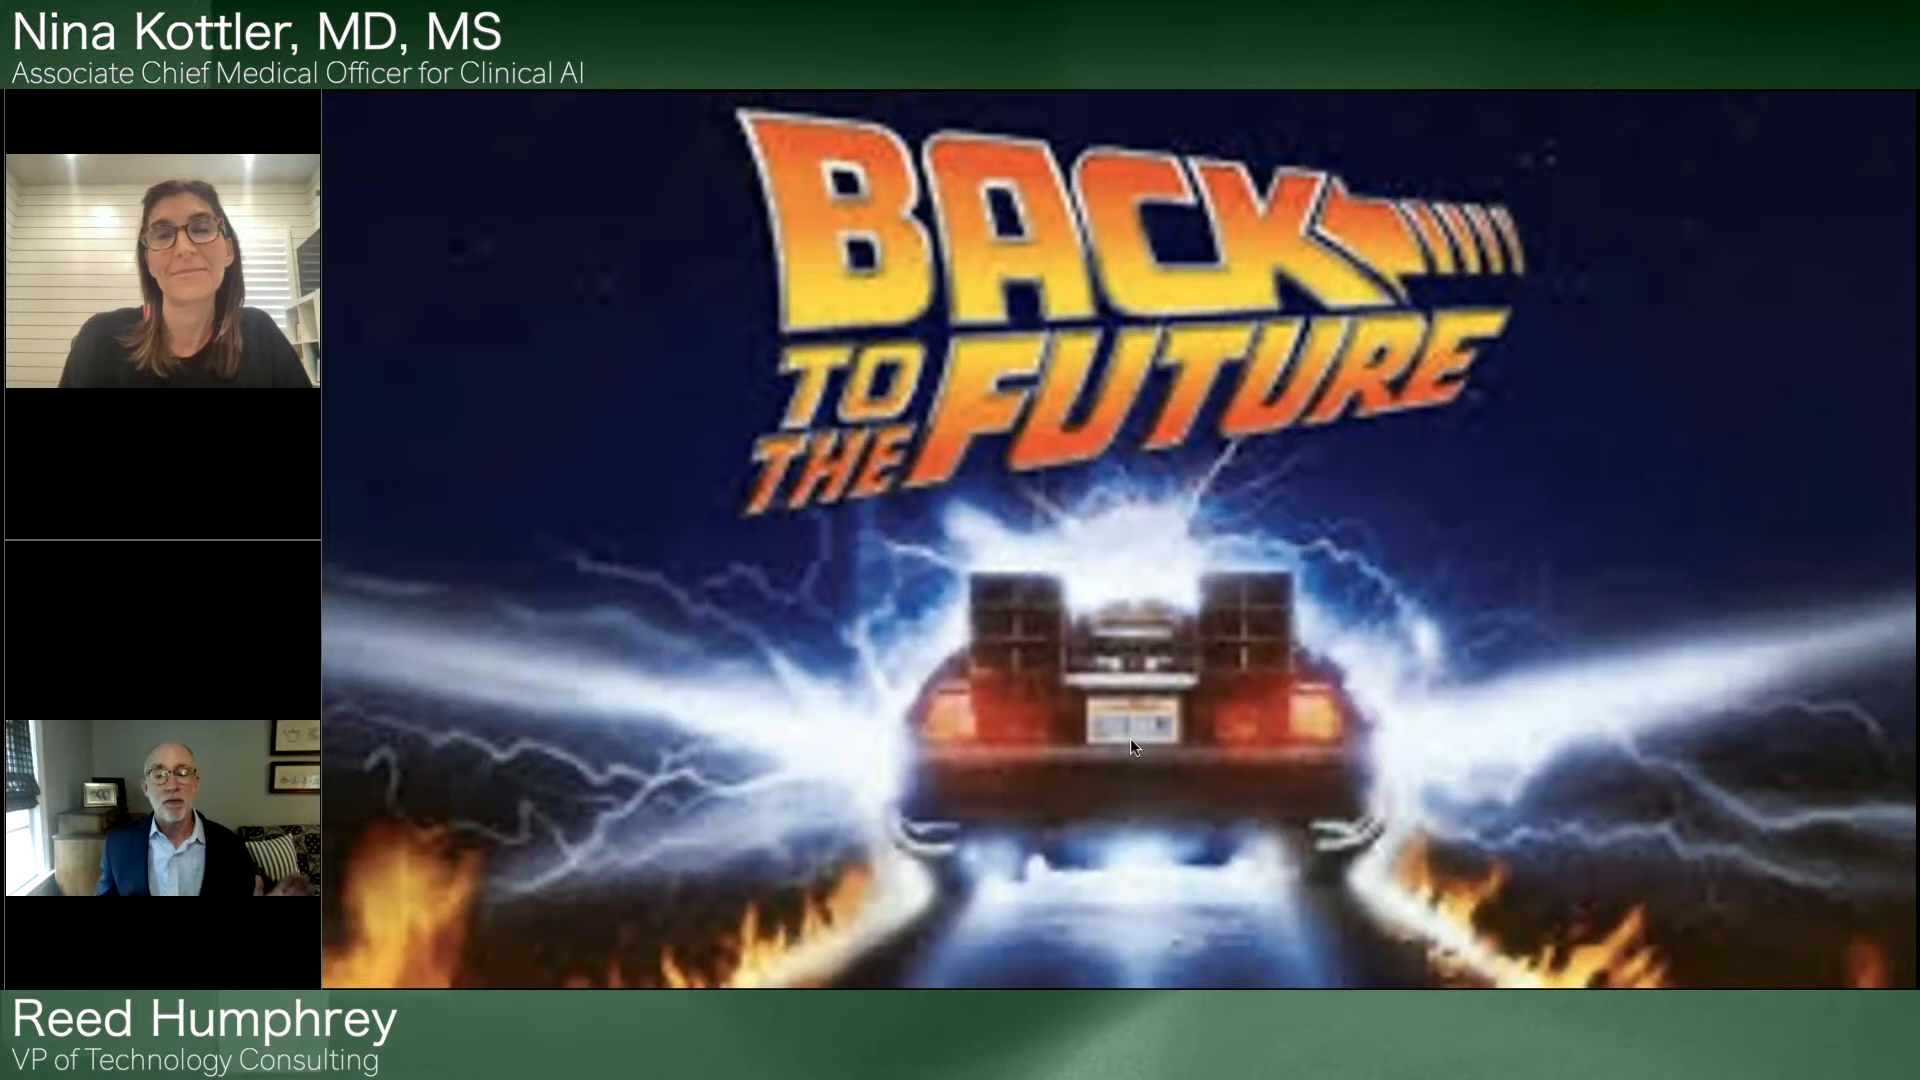 Nina Kottler, MD, MS
Associate Chief Medical Officer for Clinical AI
BACK
TO
THE FUTURE
Reed Humphrey
VP of Technology Consulting